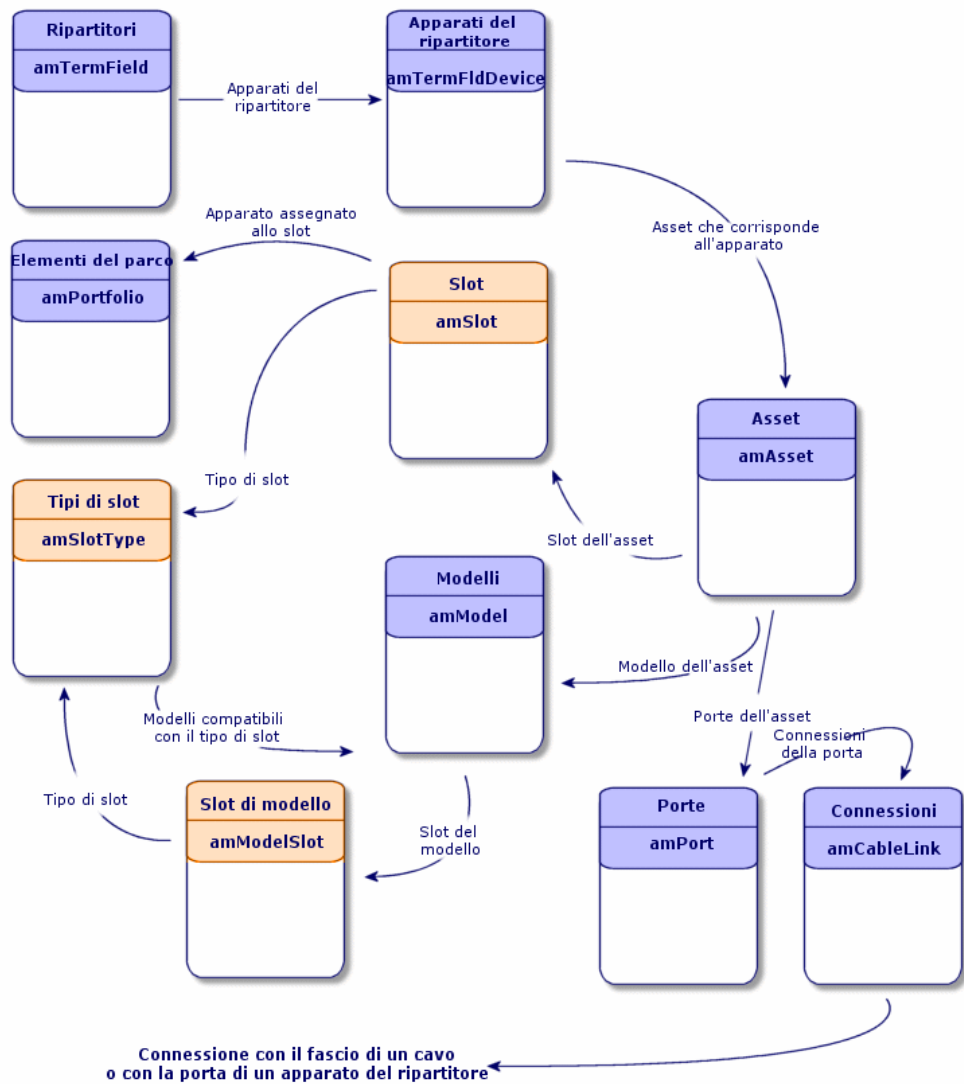 Ripartitori
amTermField
Apparati del
ripartitore
Apparati del
ripartitore
amTermFldDevice
Apparato assegnato
allo slot
Asset che corrisponde
all'apparato
Elementi del parco
amPortfolio
Slot
amSlot
Asset
amAsset
Tipo di slot
Tipi di slot
amSlotType
Slot dell'asset
Modelli
amModel
Modello dell'asset
Modelli compatibili
con il tipo di slot
Porte dell'asset
Connessioni
della porta
Tipo di slot
Slot di modello
amModelSlot
Slot del
modello
Porte
amPort
Connessioni
amCableLink
Connessione con il fascio di un cavo
o con la porta di un apparato del ripartitore